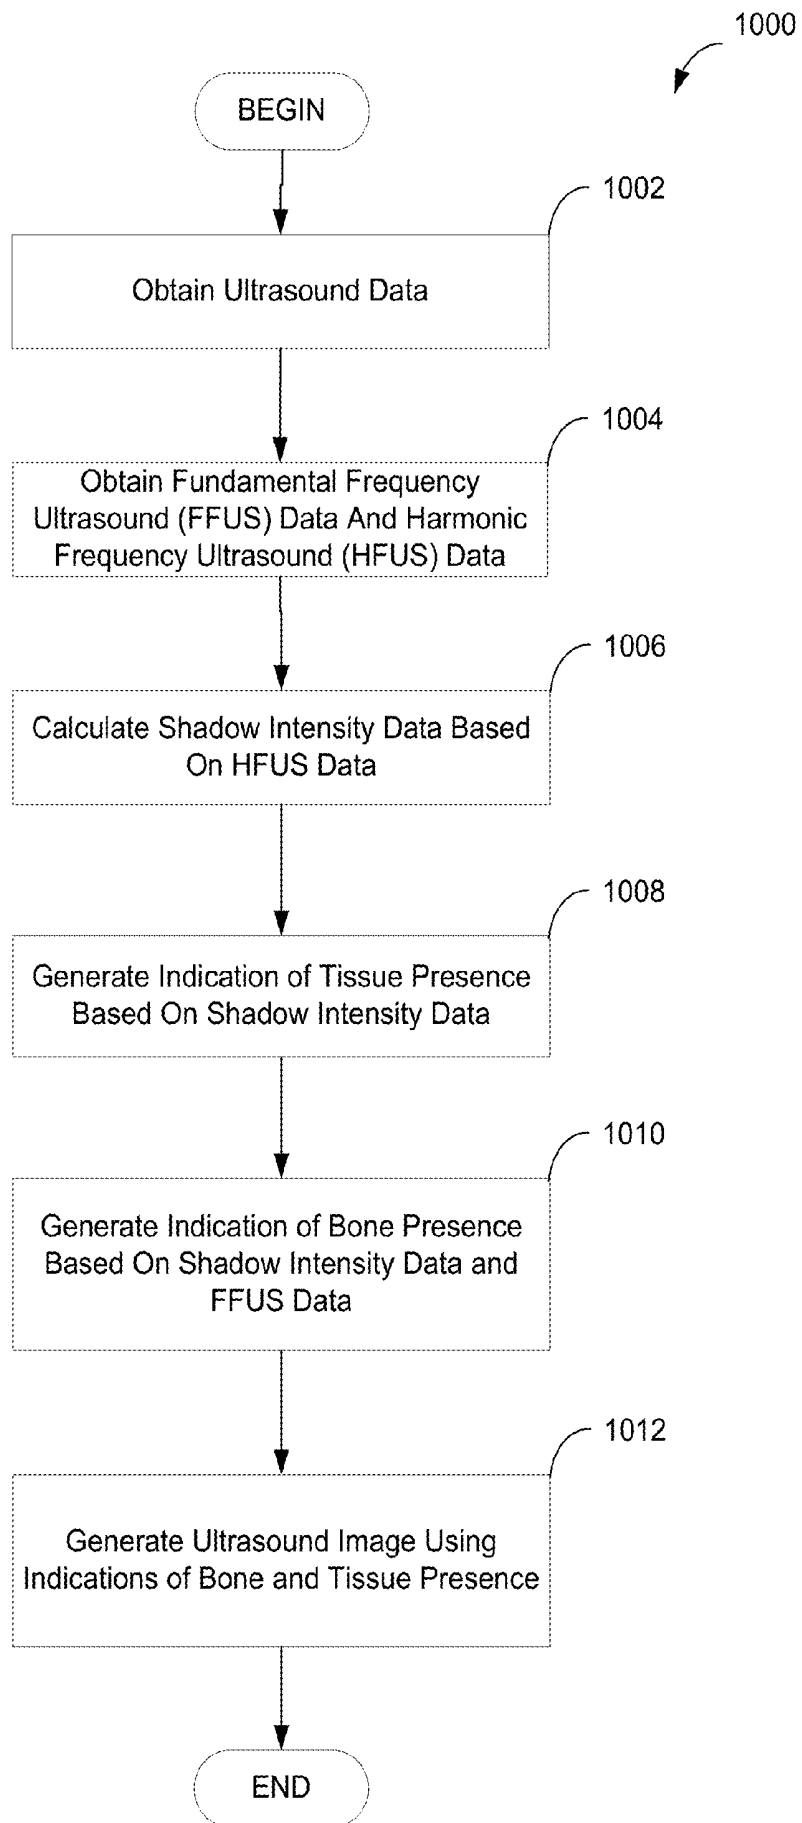 1000
BEGIN
1002
Obtain Ultrasound Data
1004
Obtain Fundamental Frequency
Ultrasound (FFUS) Data And Harmonic
Frequency Ultrasound (HFUS) Data
1006
Calculate Shadow Intensity Data Based
On HFUS Data
1008
Generate Indication of Tissue Presence
Based On Shadow Intensity Data
1010
Generate Indication of Bone Presence
Based On Shadow Intensity Data and
FFUS Data
1012
Generate Ultrasound Image Using
Indications of Bone and Tissue Presence
END